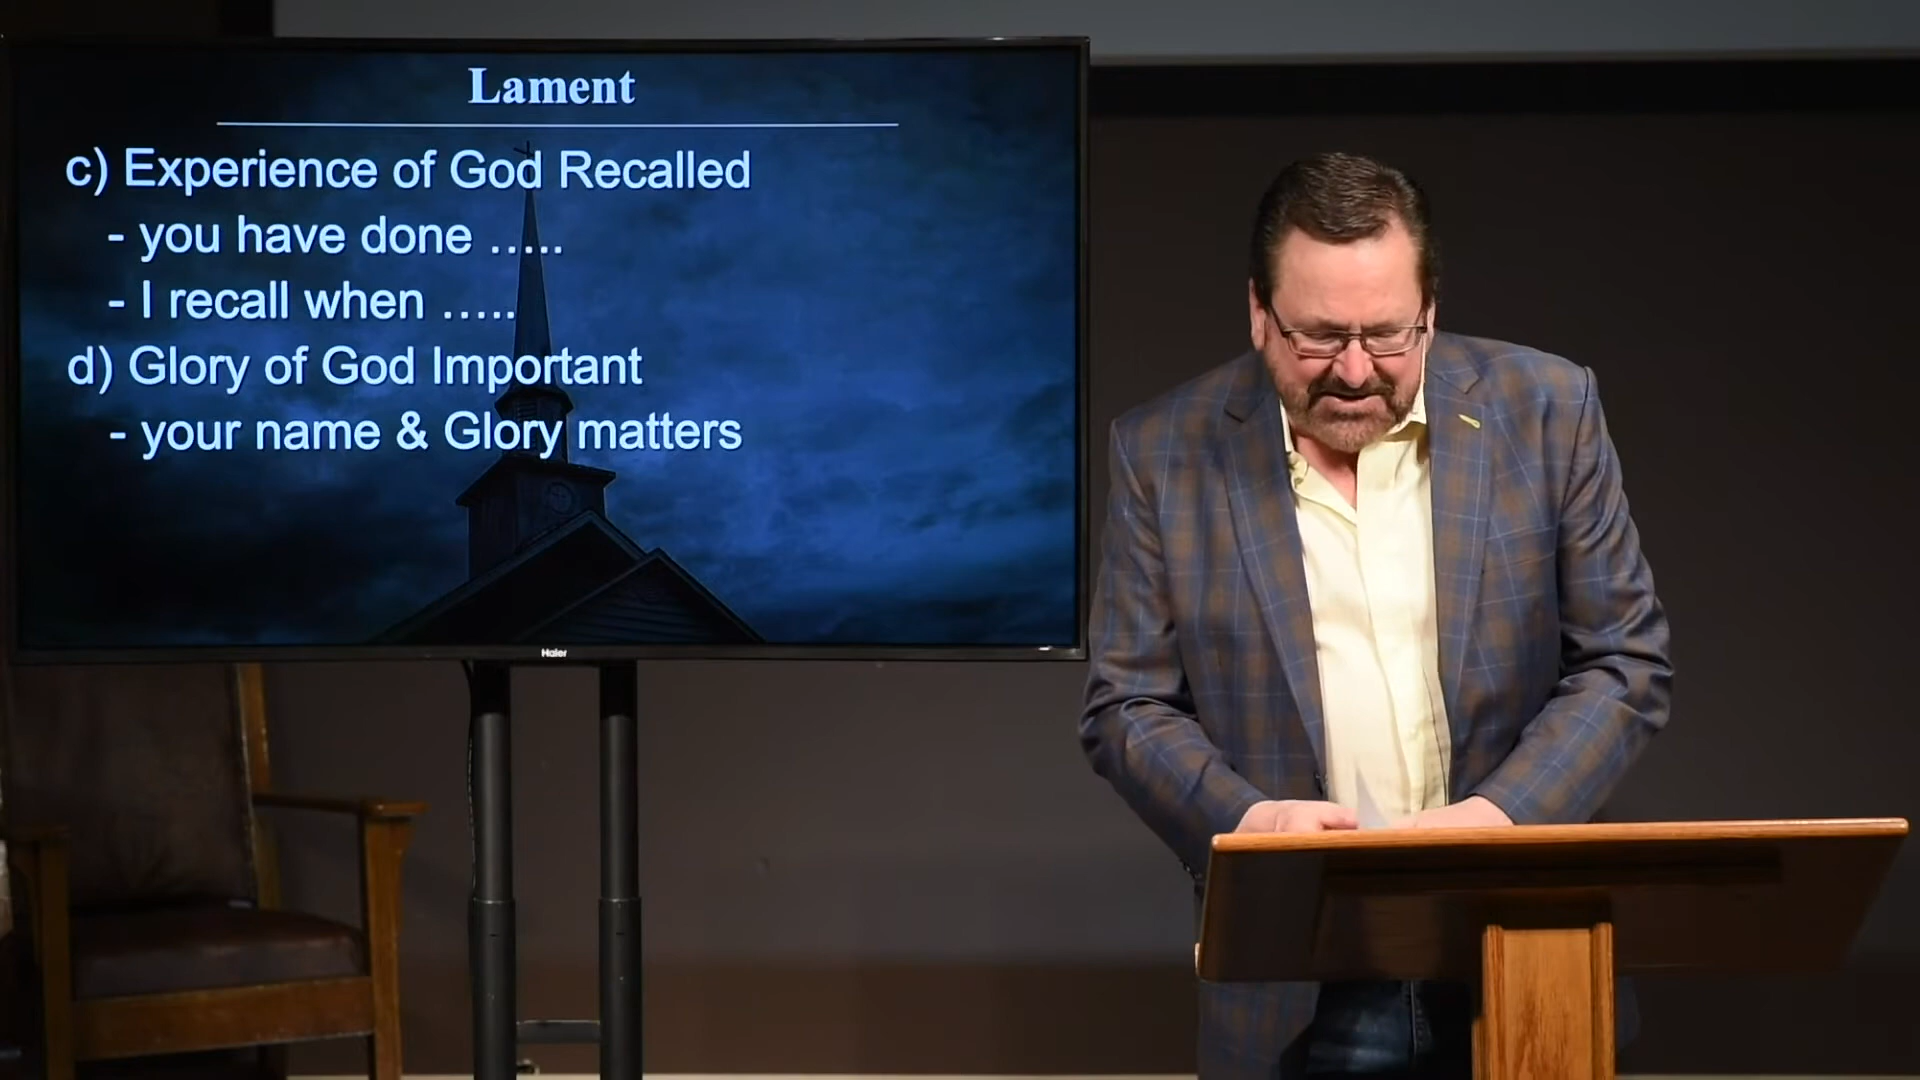 Lament
c) Experience of God Recalled
- you have done …..
- I recall when …..
d) Glory of God Important
- your name & Glory matters
Haier